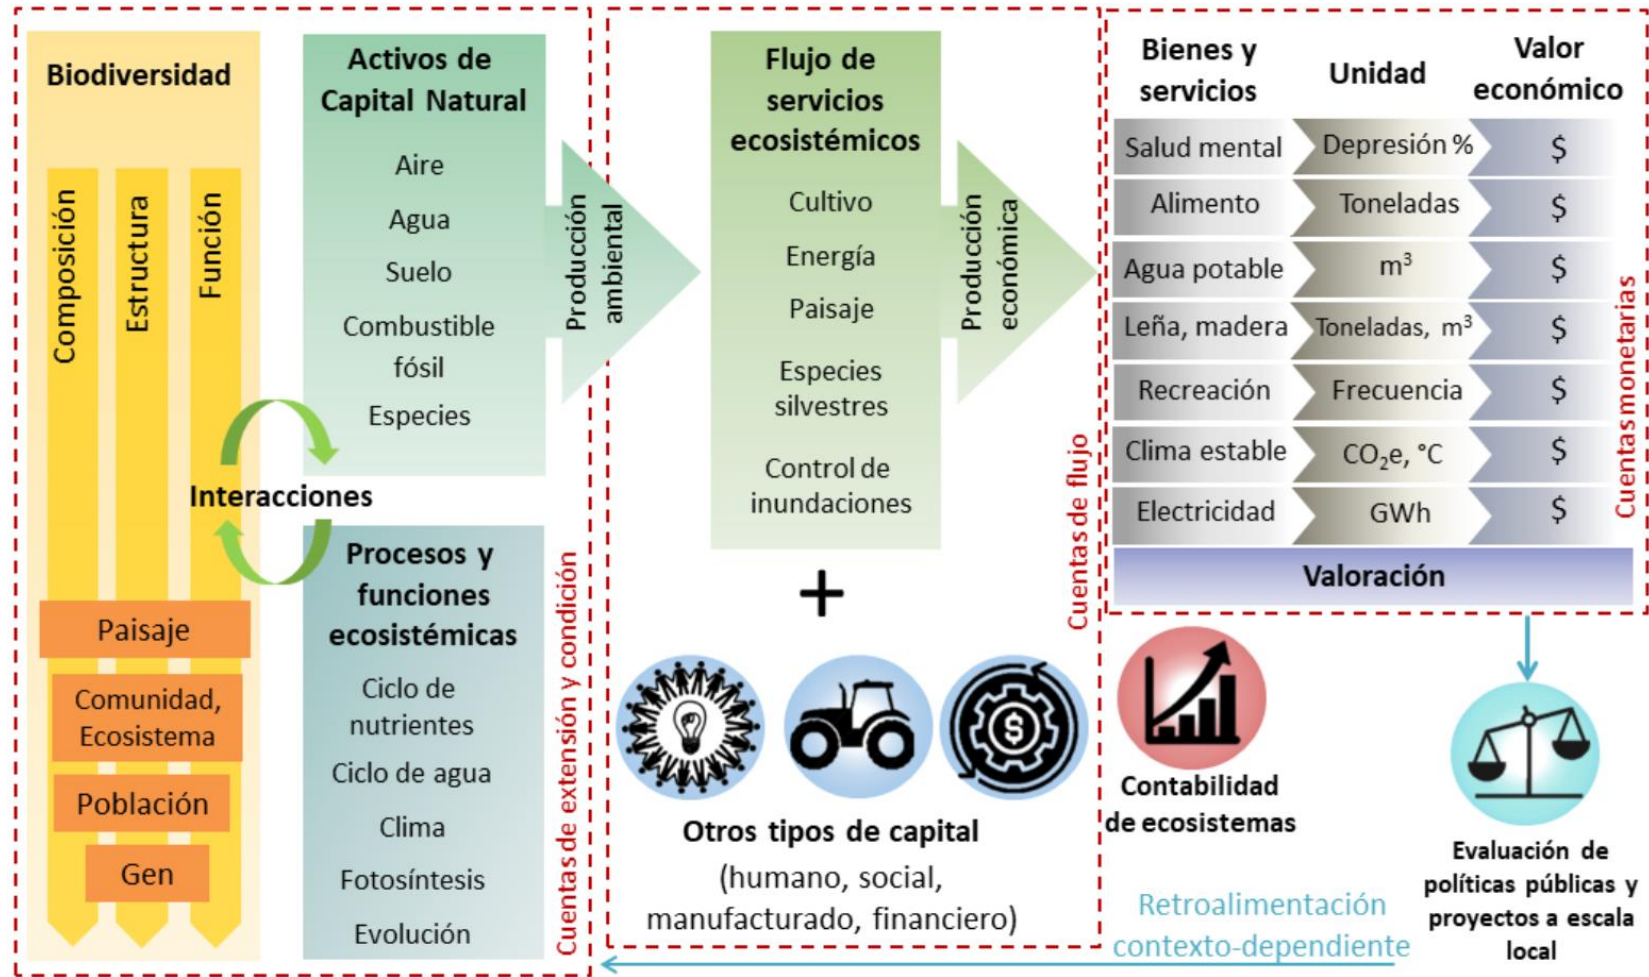 Biodiversidad
Composición
Estructura
Función
Paisaje
Comunidad,
Ecosistema
Población
Gen
Interacciones
Activos de
Capital Natural
Aire
Agua
Suelo
Combustible
fósil
Especies
Procesos y
funciones
ecosistémicas
Ciclo de
nutrientes
Ciclo de agua
Clima
Fotosíntesis
Evolución
Cuentas de extensión y condición
Producción
ambiental
Flujo de
servicios
ecosistémicos
Cultivo
Energía
Paisaje
Especies
silvestres
Control de
inundaciones
+
$
Otros tipos de capital
(humano, social,
manufacturado, financiero)
Producción
económica
Cuentas de flujo
Bienes y
servicios
Unidad
Valor
económico
Salud mental Depresión % $
Alimento Toneladas $
Agua potable m³ $
Leña, madera Toneladas, m³ $
Recreación Frecuencia $
Clima estable CO₂e, °C $
Electricidad GWh $
Valoración
Cuentas monetarias
Contabilidad
de ecosistemas
Evaluación de
políticas públicas y
proyectos a escala
local
Retroalimentación
contexto-dependiente